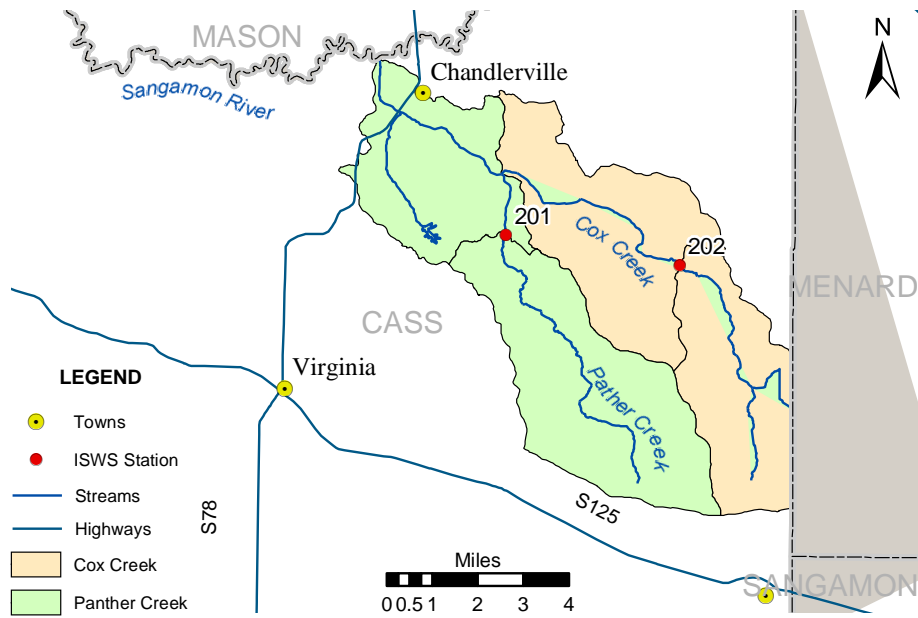 MASON
N
Chandlerville
Sangamon River
201
Cox Creek
202
MENARD
CASS
Virginia
Pather Creek
LEGEND
Towns
ISWS Station
Streams
Highways
Cox Creek
Panther Creek
S78
S125
Miles
0 0.5 1 2 3 4
SANGAMON